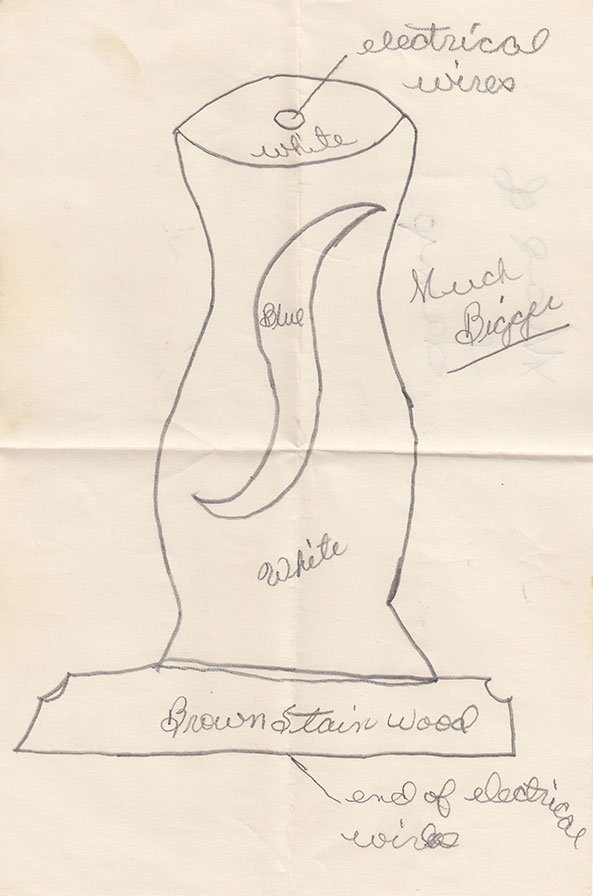 electrical
wires
white
Much
Bigger
Blue
White
Brown Stain Wood
end of electrical
wires